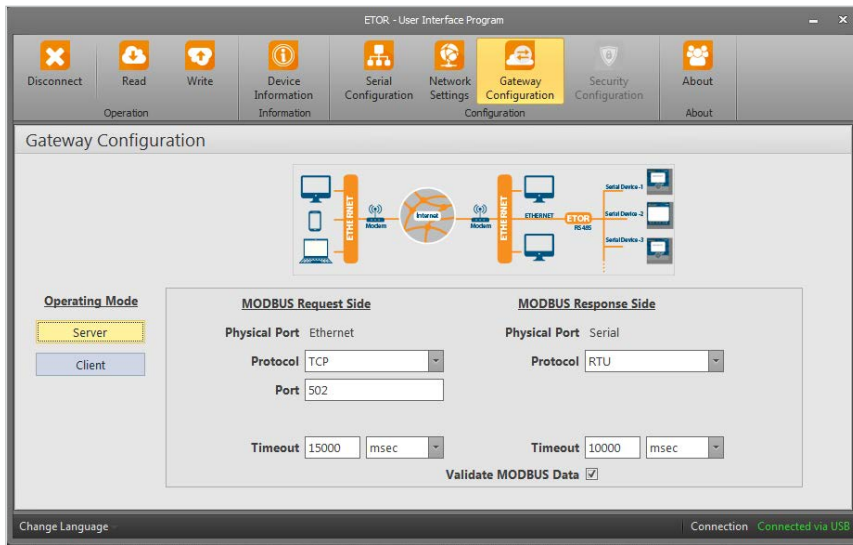 ETOR - User Interface Program
Disconnect
Read
Write
Device Information
Serial Configuration
Network Settings
Gateway Configuration
Security Configuration
About
Operation
Information
Configuration
About
Gateway Configuration
ETHERNET
Modem
Internet
Modem
ETHERNET
ETHERNET
ETOR
RS 485
Serial Device -1
Serial Device -2
Serial Device -3
Operating Mode
Server
Client
MODBUS Request Side
Physical Port Ethernet
Protocol TCP
Port 502
Timeout 15000 msec
MODBUS Response Side
Physical Port Serial
Protocol RTU
Timeout 10000 msec
Validate MODBUS Data
Change Language
Connection Connected via USB